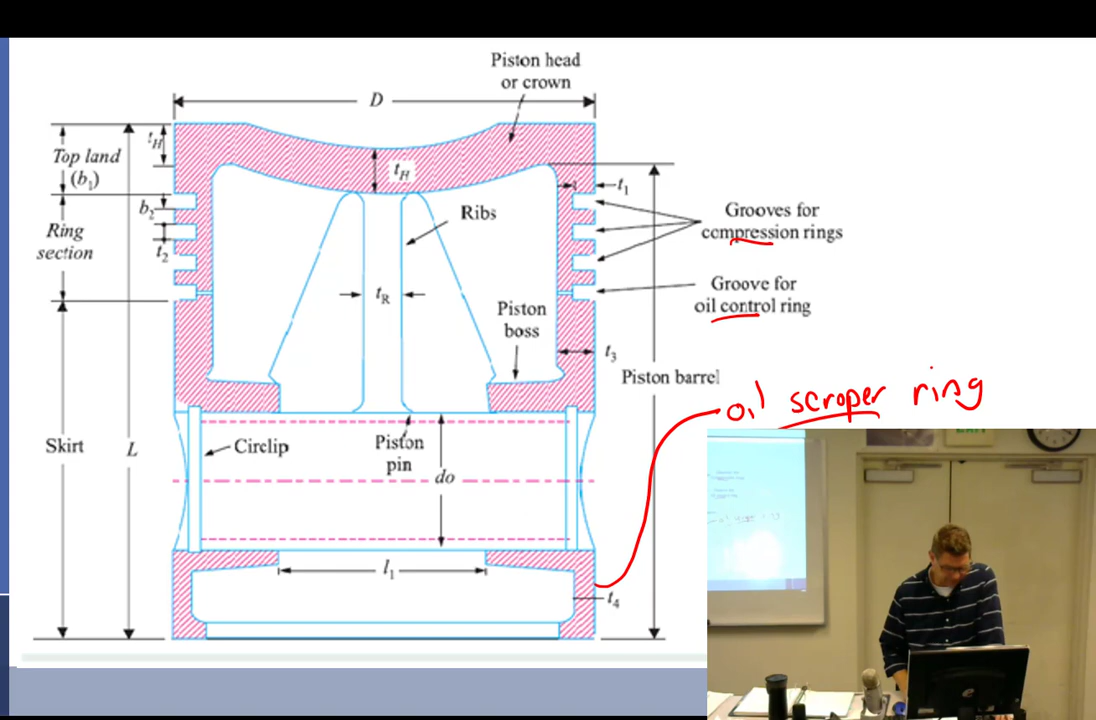 Piston head
or crown
D
tH
Top land
(b1)
tH
t1
b2
Ribs
Grooves for
compression rings
Ring
section
t2
tR
Groove for
oil control ring
Piston
boss
t3
Piston barrel
oil scraper ring
EXIT
Skirt
L
Circlip
Piston
pin
do
l1
t4